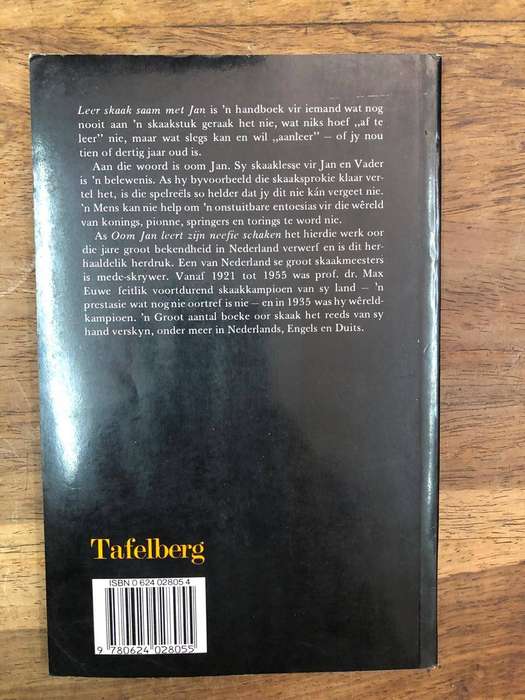 Leer skaak saam met Jan is 'n handboek vir iemand wat nog
nooit aan 'n skaakstuk geraak het nie, wat niks hoef „af te
leer” nie, maar wat slegs kan en wil „aanleer” – of jy nou
tien of dertig jaar oud is.
Aan die woord is oom Jan. Sy skaaklesse vir Jan en Vader
is 'n belewenis. As hy byvoorbeeld die skaaksprokie klaar ver-
tel het, is die spelreëls so helder dat jy dit nie kán vergeet nie.
'n Mens kan nie help om 'n onstuitbare entoesias vir die wêreld
van konings, pionne, springers en torings te word nie.
As Oom Jan leert zijn neefje schaken het hierdie werk oor
die jare groot bekendheid in Nederland verwerf en is dit her-
haaldelik herdruk. Een van Nederland se groot skaakmeesters
is mede-skrywer. Vanaf 1921 tot 1955 was prof. dr. Max
Euwe feitlik voortdurend skaakkampioen van sy land – 'n
prestasie wat nog nie oortref is nie – en in 1935 was hy wêreld-
kampioen. 'n Groot aantal boeke oor skaak het reeds van sy
hand verskyn, onder meer in Nederlands, Engels en Duits.
Tafelberg
ISBN 0 624 02805 4
9 780624 028055